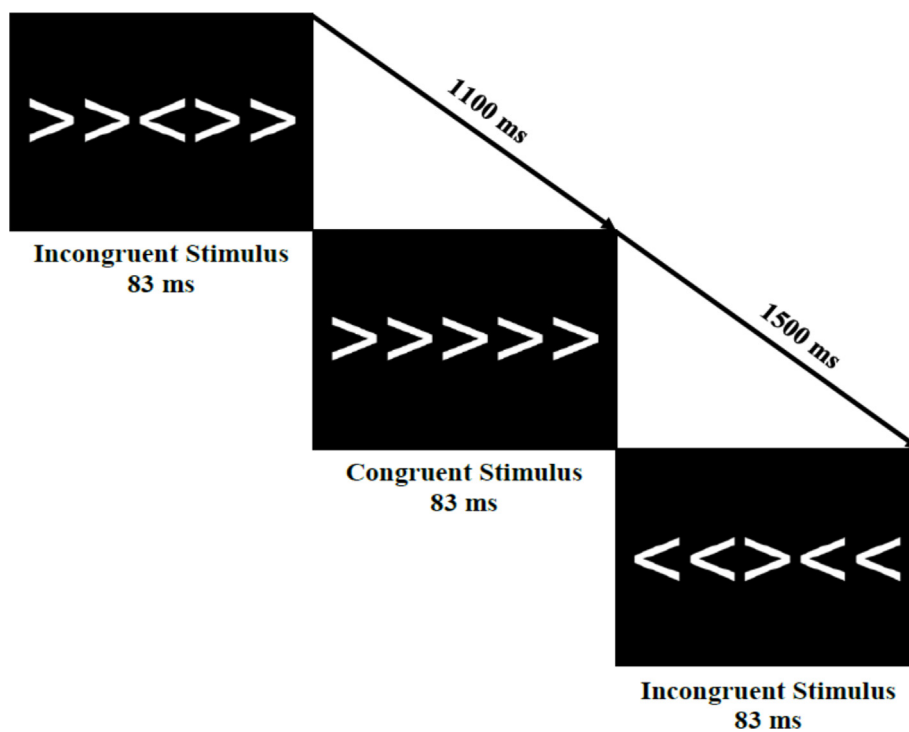 >><>>
1100 ms
Incongruent Stimulus
83 ms
>>>>>
1500 ms
Congruent Stimulus
83 ms
<<><<
Incongruent Stimulus
83 ms